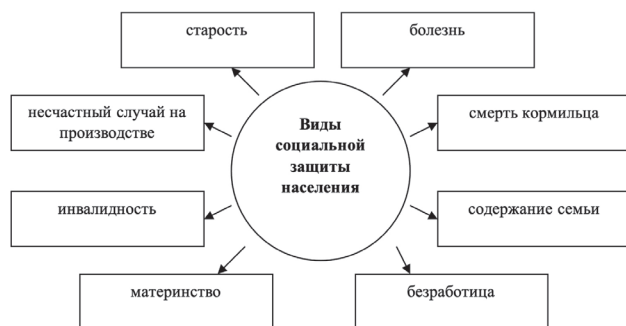 старость
болезнь
несчастный случай на
производстве
Виды
социальной
защиты
населения
смерть кормильца
инвалидность
содержание семьи
материнство
безработица